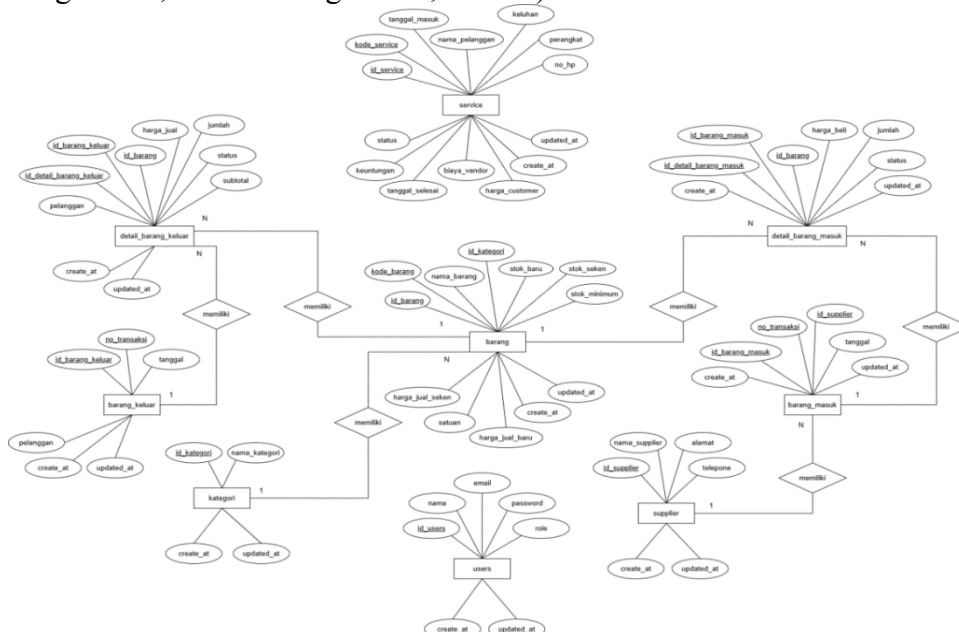 keluhan
tanggal_masuk
nama_pelanggan
perangkat
kode_service
no_hp
id_service
service
status
updated_at
keuntungan
biaya_vendor
create_at
tanggal_selesai
harga_customer
harga_jual
jumlah
id_barang_keluar
id_barang
status
id_detail_barang_keluar
subtotal
pelanggan
N
detail_barang_keluar
N
create_at
updated_at
memiliki
memiliki
no_transaksi
id_barang_keluar
tanggal
barang_keluar
1
pelanggan
create_at
updated_at
id_kategori
kode_barang
nama_barang
stok_baru
stok_seken
id_barang
stok_minimum
1
1
barang
N
harga_jual_seken
updated_at
satuan
create_at
harga_jual_baru
memiliki
id_kategori
nama_kategori
kategori
1
create_at
updated_at
email
nama
password
id_users
role
users
create_at
updated_at
harga_beli
jumlah
id_barang_masuk
id_barang
status
id_detail_barang_masuk
updated_at
create_at
N
detail_barang_masuk
N
memiliki
memiliki
id_supplier
no_transaksi
tanggal
id_barang_masuk
updated_at
create_at
barang_masuk
1
N
memiliki
nama_supplier
alamat
id_supplier
telepone
supplier
1
create_at
updated_at